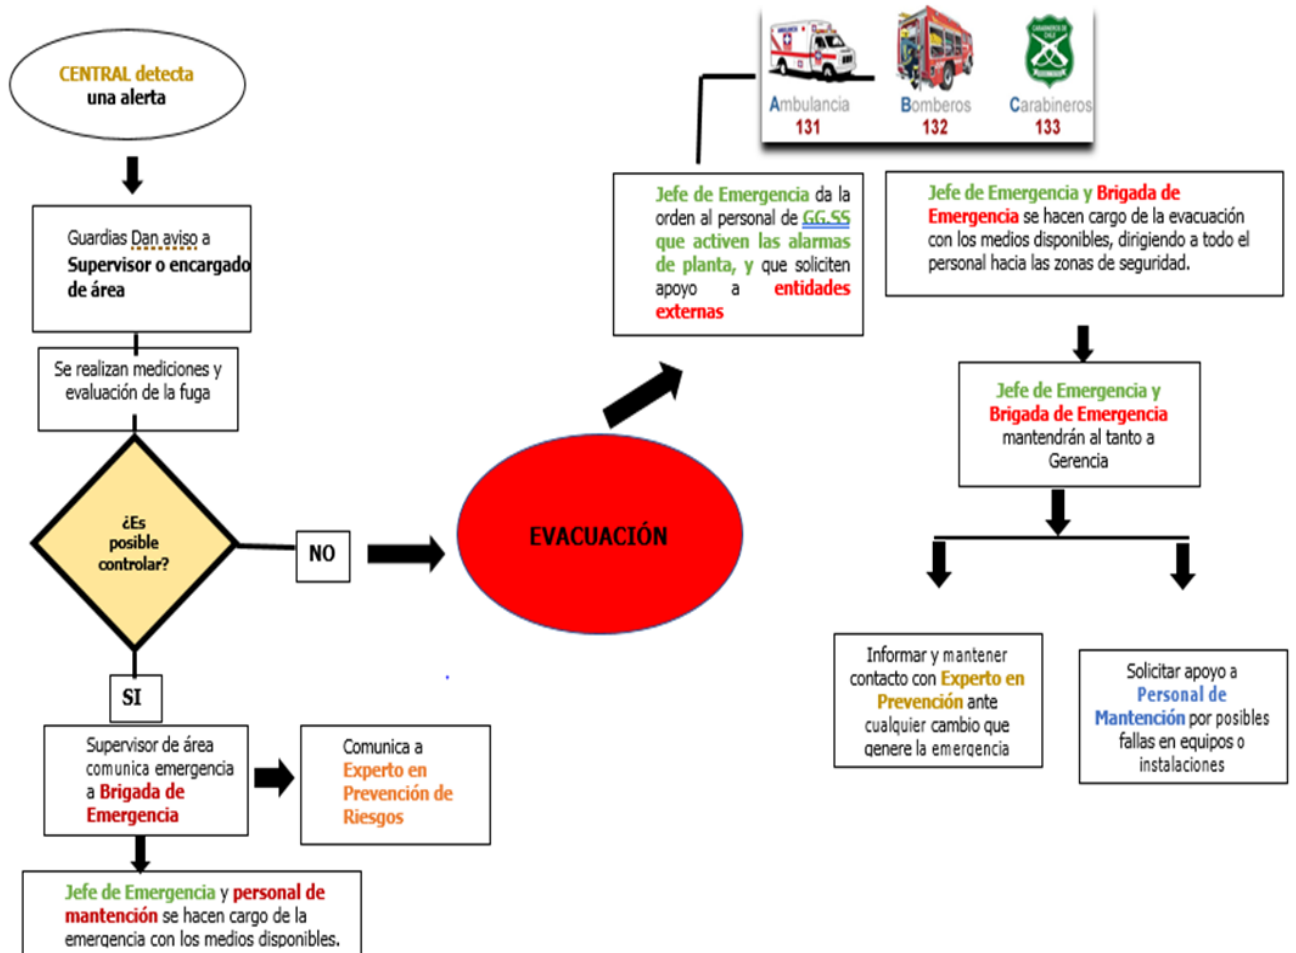 CENTRAL detecta
una alerta
Guardias Dan aviso a
Supervisor o encargado
de área
Se realizan mediciones y
evaluación de la fuga
¿Es
posible
controlar?
NO
SI
Supervisor de área
comunica emergencia
a Brigada de
Emergencia
Comunica a
Experto en
Prevención de
Riesgos
Jefe de Emergencia y personal de
mantención se hacen cargo de la
emergencia con los medios disponibles.
EVACUACIÓN
Ambulancia
131
Bomberos
132
CARABINEROS DE
CHILE
Carabineros
133
Jefe de Emergencia da la
orden al personal de GG.SS
que activen las alarmas
de planta, y que soliciten
apoyo a entidades
externas
Jefe de Emergencia y Brigada de
Emergencia se hacen cargo de la evacuación
con los medios disponibles, dirigiendo a todo el
personal hacia las zonas de seguridad.
Jefe de Emergencia y
Brigada de Emergencia
mantendrán al tanto a
Gerencia
Informar y mantener
contacto con Experto en
Prevención ante
cualquier cambio que
genere la emergencia
Solicitar apoyo a
Personal de
Mantención por posibles
fallas en equipos o
instalaciones